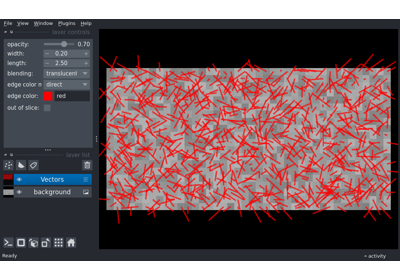 File View Window Plugins Help
layer controls
opacity: 0.70
width: 0.20
length: 2.50
blending: translucent
edge color m direct
edge color: red
out of slice:
layer list
Vectors
background
Ready
activity